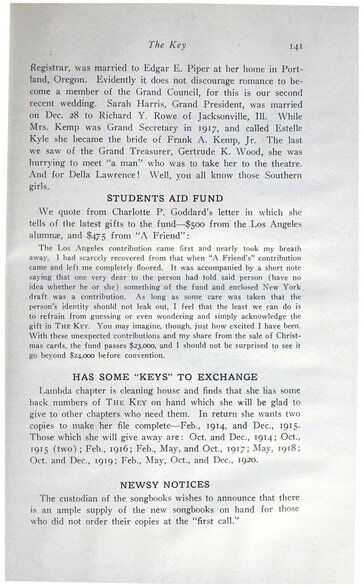 The Key 141
Registrar, was married to Edgar E. Piper at her home in Port-
land, Oregon. Evidently it does not discourage romance to be-
come a member of the Grand Council, for this is our second
recent wedding. Sarah Harris, Grand President, was married
on Dec. 28 to Richard Y. Rowe of Jacksonville, Ill. While
Mrs. Kemp was Grand Secretary in 1917, and called Estelle
Kyle she became the bride of Frank A. Kemp, Jr. The last
we saw of the Grand Treasurer, Gertrude K. Wood, she was
hurrying to meet "a man" who was to take her to the theatre.
And for Della Lawrence! Well, you all know those Southern
girls.
STUDENTS AID FUND
We quote from Charlotte P. Goddard's letter in which she
tells of the latest gifts to the fund—$500 from the Los Angeles
alumnæ, and $475 from "A Friend":
The Los Angeles contribution came first and nearly took my breath
away. I had scarcely recovered from that when "A Friend's" contribution
came and left me completely floored. It was accompanied by a short note
saying that one very dear to the person had told said person (have no
idea whether he or she) something of the fund and enclosed New York
draft was a contribution. As long as some care was taken that the
person's identity should not leak out, I feel that the least we can do is
to refrain from guessing or even wondering and simply acknowledge the
gift in THE KEY. You may imagine, though, just how excited I have been.
With these unexpected contributions and my share from the sale of Christ-
mas cards, the fund passes $23,000, and I should not be surprised to see it
go beyond $24,000 before convention.
HAS SOME "KEYS" TO EXCHANGE
Lambda chapter is cleaning house and finds that she has some
back numbers of THE KEY on hand which she will be glad to
give to other chapters who need them. In return she wants two
copies to make her file complete—Feb., 1914, and Dec., 1915.
Those which she will give away are: Oct. and Dec., 1914; Oct.,
1915 (two); Feb., 1916; Feb., May, and Oct., 1917; May, 1918;
Oct. and Dec., 1919; Feb., May, Oct., and Dec., 1920.
NEWSY NOTICES
The custodian of the songbooks wishes to announce that there
is an ample supply of the new songbooks on hand for those
who did not order their copies at the "first call."